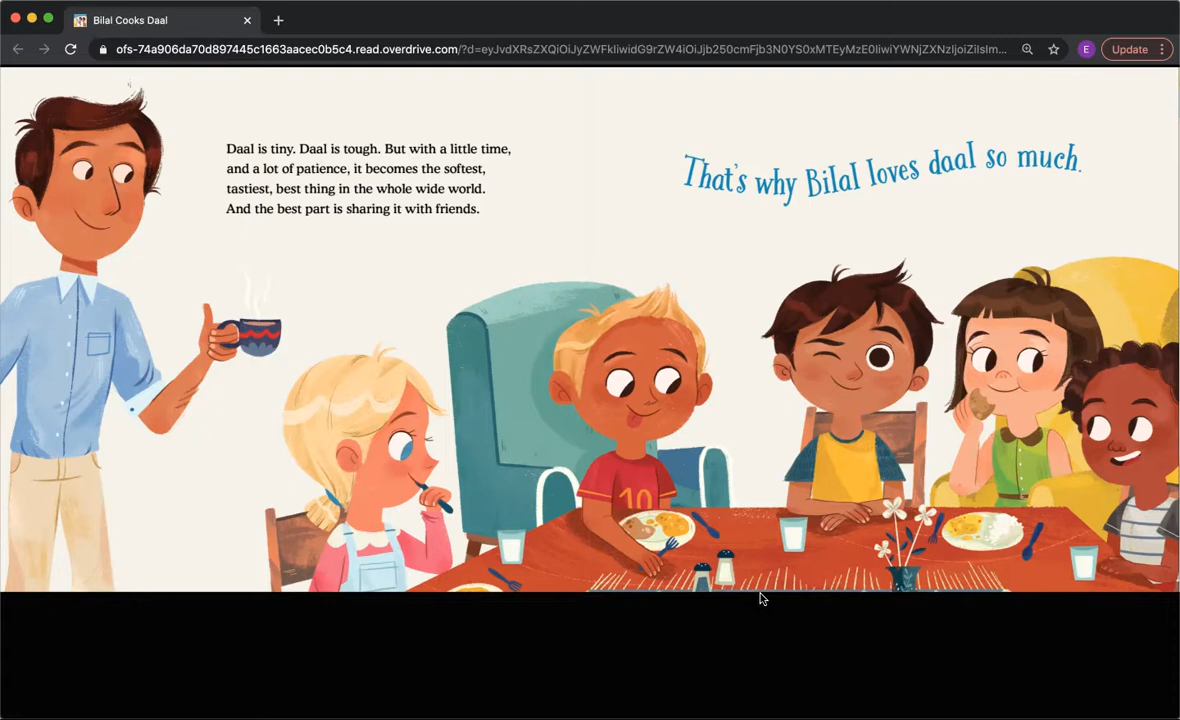 Bilal Cooks Daal
ofs-74a906da70d897445c1663aacec0b5c4.read.overdrive.com/?d=eyJvdXRsZXQiOiJyZWFkIiwidG9rZW4iOiJjb250cmFjb3N0YS0xMTEyMzE0IiwiYWNjZXNzIjoiZiIsIm...
E
Update
Daal is tiny. Daal is tough. But with a little time,
and a lot of patience, it becomes the softest,
tastiest, best thing in the whole wide world.
And the best part is sharing it with friends.
That's why Bilal loves daal so much.
10